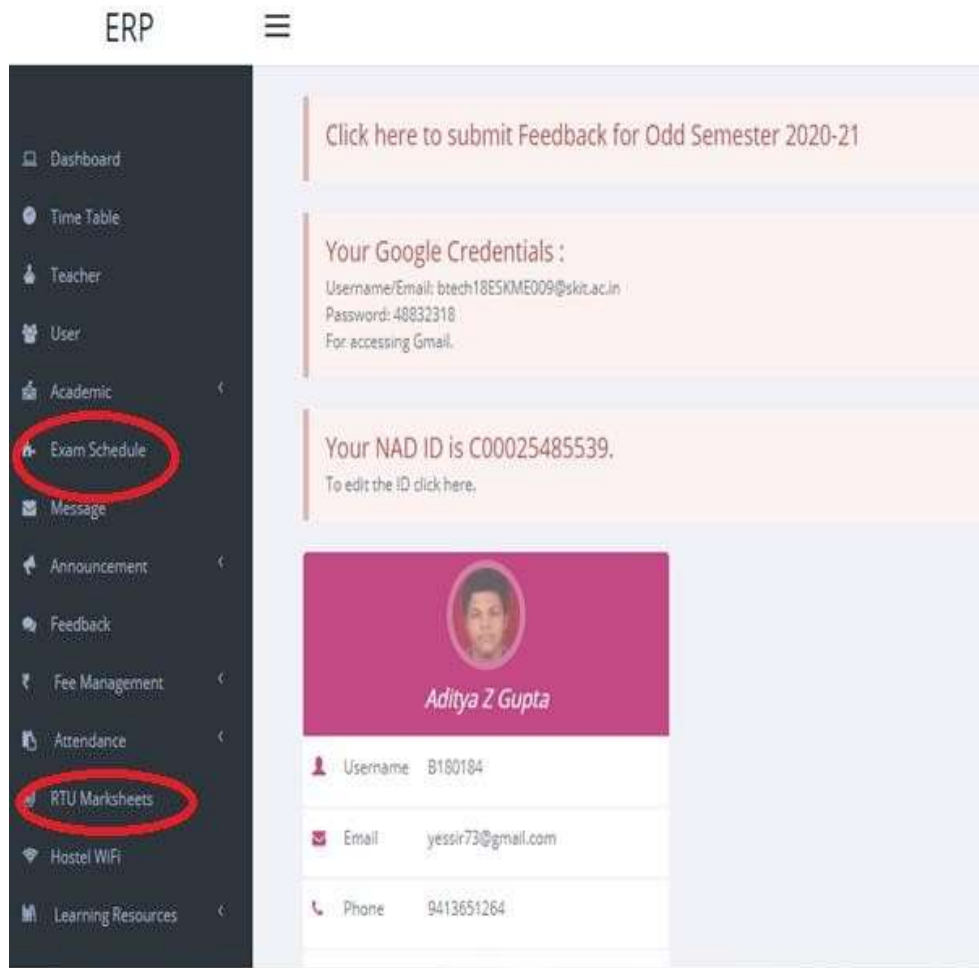 ERP
Dashboard
Time Table
Teacher
User
Academic
Exam Schedule
Message
Announcement
Feedback
Fee Management
Attendance
RTU Marksheets
Hostel WiFi
Learning Resources
Click here to submit Feedback for Odd Semester 2020-21
Your Google Credentials :
Username/Email: btech18ESKME009@skit.ac.in
Password: 48832318
For accessing Gmail.
Your NAD ID is C00025485539.
To edit the ID click here.
Aditya Z Gupta
Username B180184
Email yessir73@gmail.com
Phone 9413651264